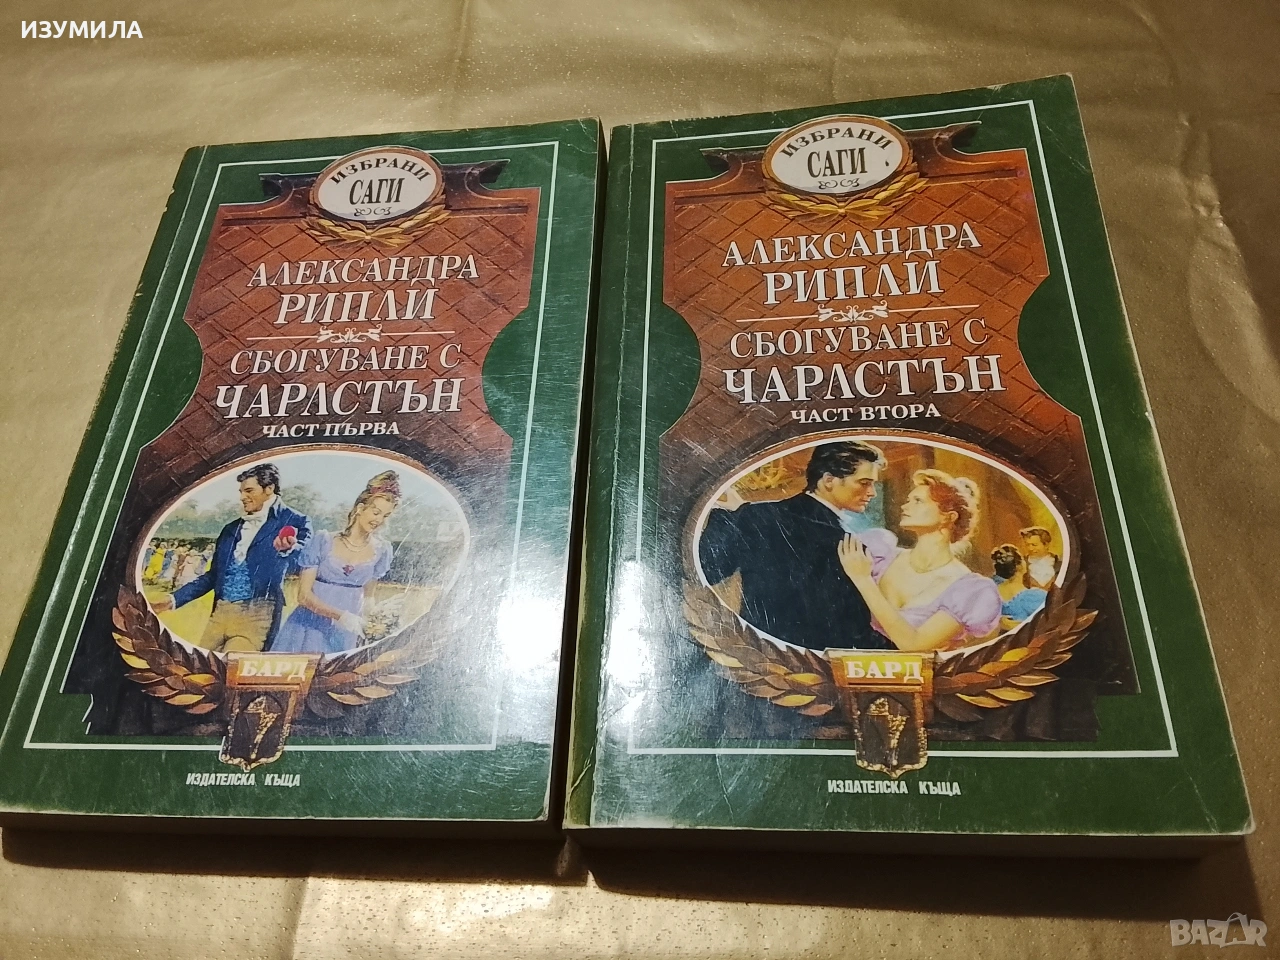 ИЗУМИЛА
ИЗБРАНИ
САГИ
АЛЕКСАНДРА
РИПЛИ
СБОГУВАНЕ С
ЧАРЛСТЪН
ЧАСТ ПЪРВА
БАРД
ИЗДАТЕЛСКА КЪЩА
ИЗБРАНИ
САГИ
АЛЕКСАНДРА
РИПЛИ
СБОГУВАНЕ С
ЧАРЛСТЪН
ЧАСТ ВТОРА
БАРД
ИЗДАТЕЛСКА КЪЩА
BAZAR